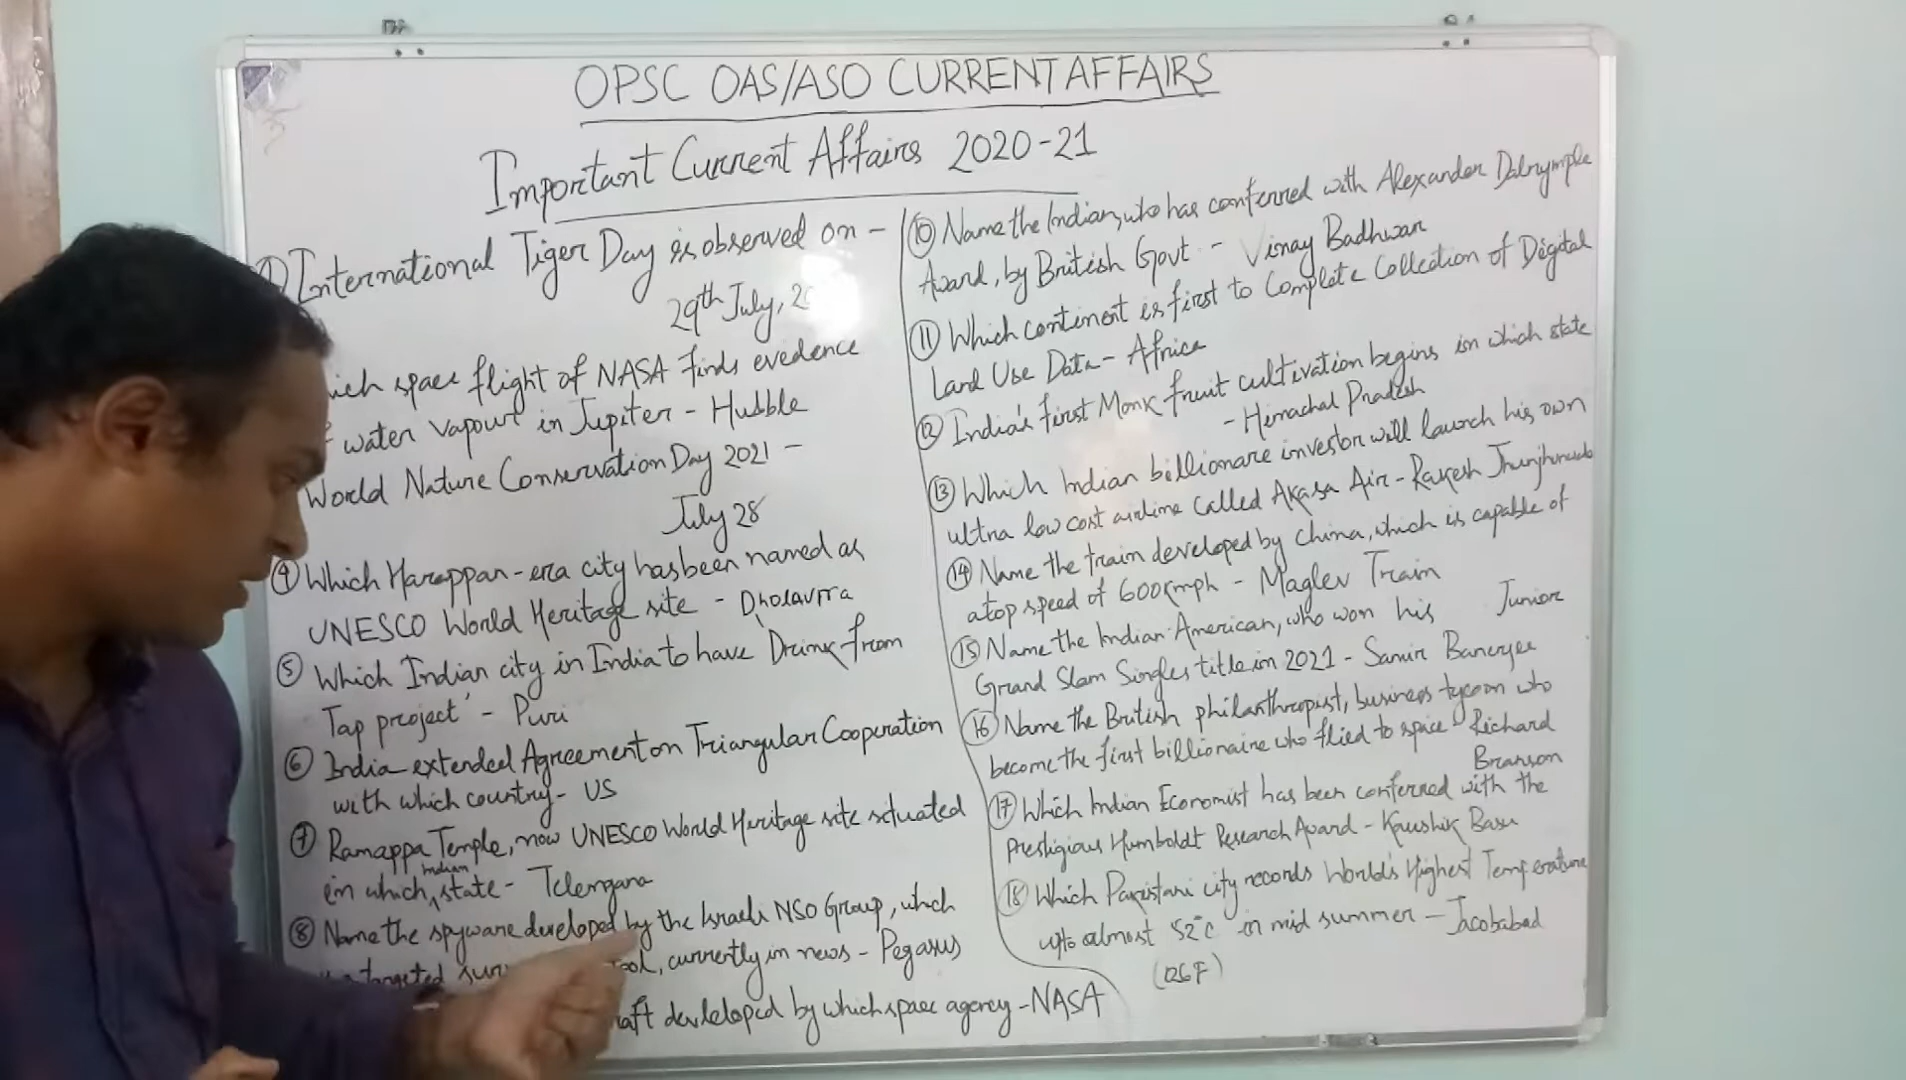 OPSC OAS/ASO CURRENT AFFAIRS
Important Current Affairs 2020-21
① International Tiger Day is observed on -
29th July, 2
space flight of NASA finds evedence
water vapour in Jupiter - Hubble
World Nature Conservation Day 2021 -
July 28
④ Which Harappan-era city has been named as
UNESCO World Heritage site - Dholavira
⑤ Which Indian city in India to have 'Drink from
Tap project' - Puri
⑥ India extended Agreement on Triangular Cooperation
with which country - US
⑦ Ramappa Temple, now UNESCO World Heritage site situated
in which Indian state - Telengana
⑧ Name the spyware developed by the Israeli NSO Group, which
targeted currently in news - Pegasus
developed by which space agency - NASA
⑩ Name the Indian, who has conferred with Alexander Dalrymple
Award, by British Govt - Vinay Badhwar
⑪ Which continent is first to Complete Collection of Digital
Land Use Data - Africa
⑫ India's first Monk fruit cultivation begins in which state
- Himachal Pradesh
⑬ Which Indian billionare investor will launch his own
ultra low cost airline called Akasa Air - Rakesh
⑭ Name the train developed by China, which is capable of
atop speed of 600kmph - Maglev Train
⑮ Name the Indian-American, who won his Junior
Grand Slam Singles title in 2021 - Samir Banerjee
⑯ Name the British philanthropist, business tycoon who
become the first billionaire who flied to space - Richard
Branson
⑰ Which Indian Economist has been conferred with the
Prestigious Humboldt Research Award - Kaushik Basu
⑱ Which Pakistani city records World's Highest Temperature
upto almost 52°C in mid summer - Jacobabad